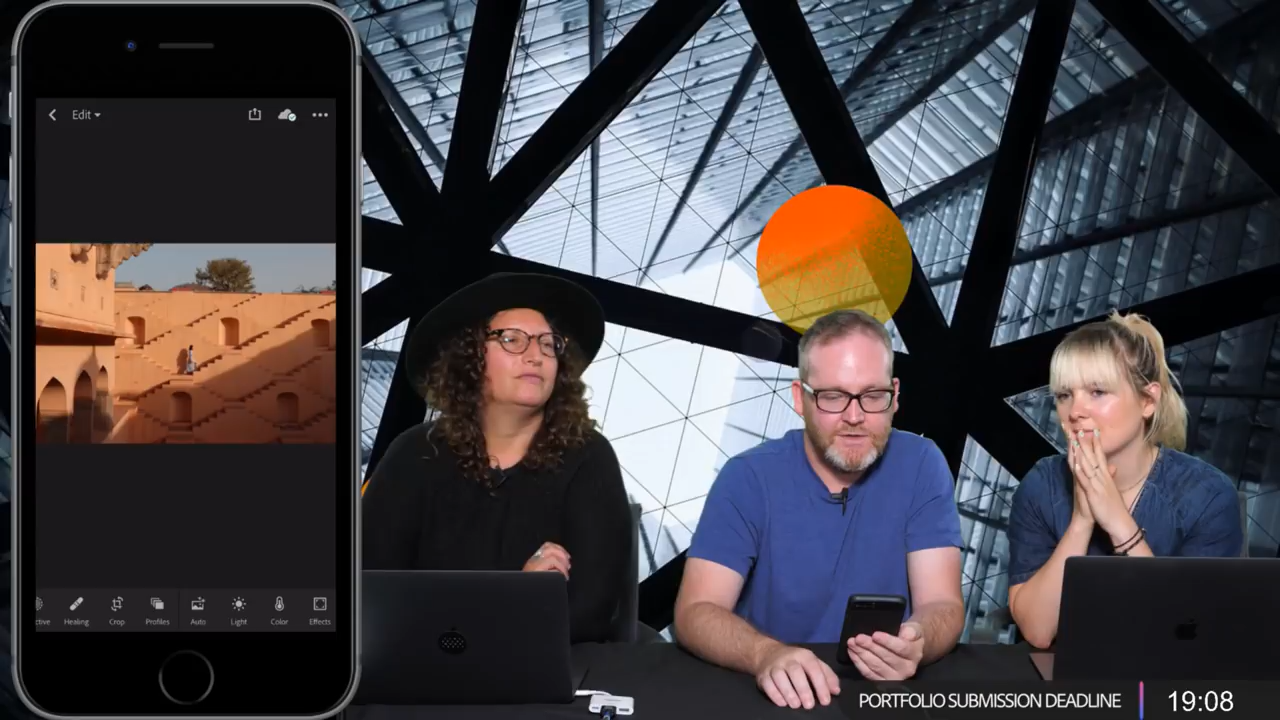 Edit
ctive Healing Crop Profiles Auto Light Color Effects
PORTFOLIO SUBMISSION DEADLINE 19:08